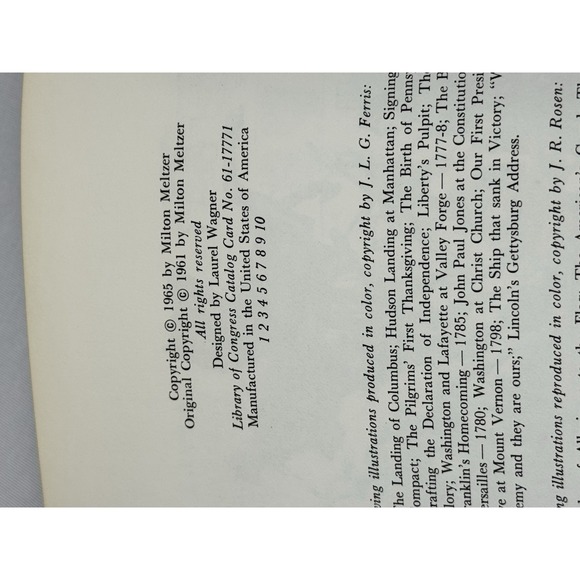 Copyright © 1965 by Milton Meltzer
Original Copyright © 1961 by Milton Meltzer
All rights reserved
Designed by Laurel Wagner
Library of Congress Catalog Card No. 61-17771
Manufactured in the United States of America
1 2 3 4 5 6 7 8 9 10
ving illustrations produced in color, copyright by J. L. G. Ferris:
he Landing of Columbus; Hudson Landing at Manhattan; Signing
ompact; The Pilgrims' First Thanksgiving; The Birth of Penns
rafting the Declaration of Independence; Liberty's Pulpit; Th
lory; Washington and Lafayette at Valley Forge — 1777-8; The B
ranklin's Homecoming — 1785; John Paul Jones at the Constitutio
ersailles — 1780; Washington at Christ Church; Our First Presi
e at Mount Vernon — 1798; The Ship that sank in Victory; "W
emy and they are ours;" Lincoln's Gettysburg Address.
ng illustrations reproduced in color, copyright by J. R. Rosen: